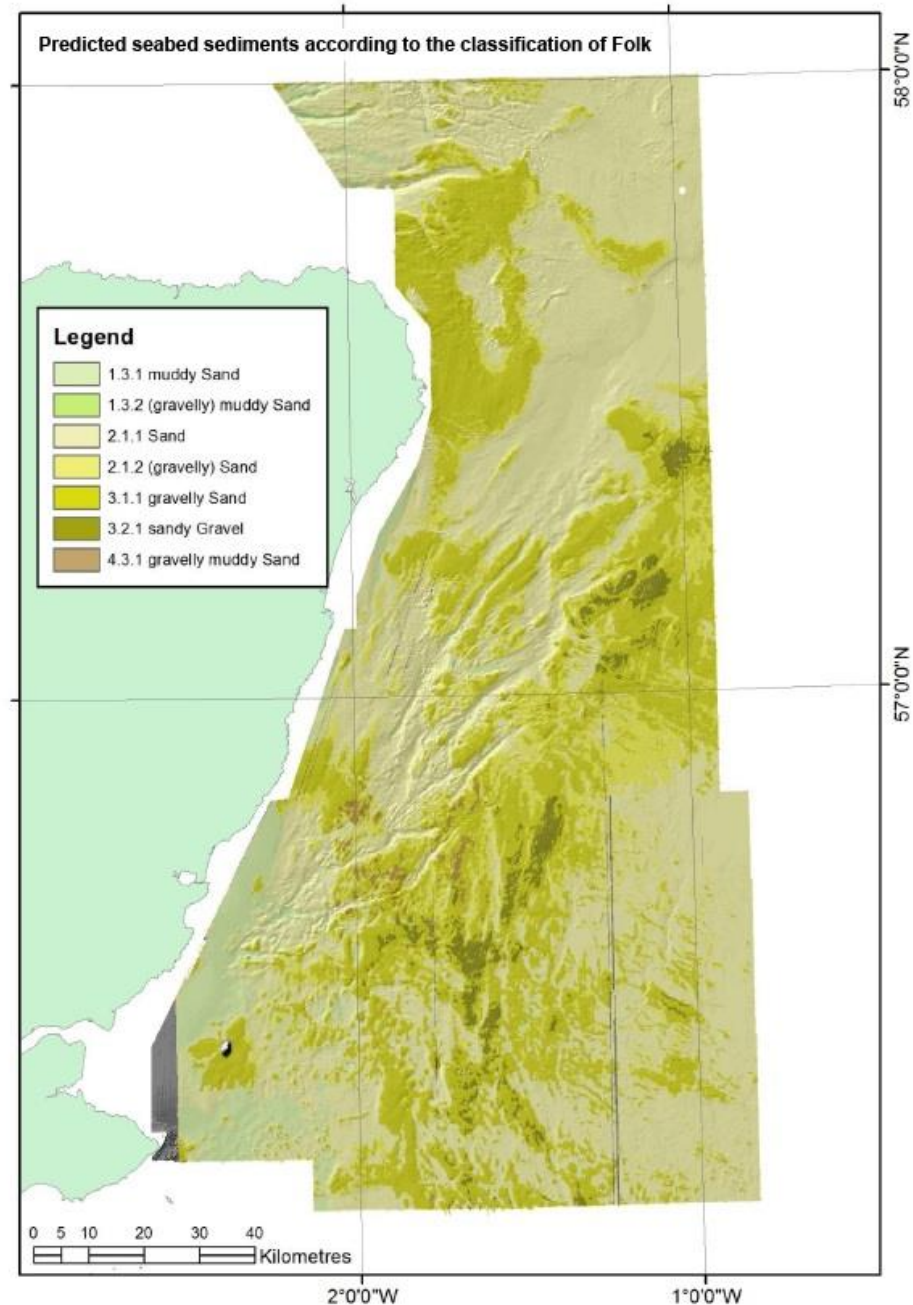 Predicted seabed sediments according to the classification of Folk
58°0'0"N
Legend
1.3.1 muddy Sand
1.3.2 (gravelly) muddy Sand
2.1.1 Sand
2.1.2 (gravelly) Sand
3.1.1 gravelly Sand
3.2.1 sandy Gravel
4.3.1 gravelly muddy Sand
57°0'0"N
0 5 10 20 30 40
Kilometres
2°0'0"W 1°0'0"W